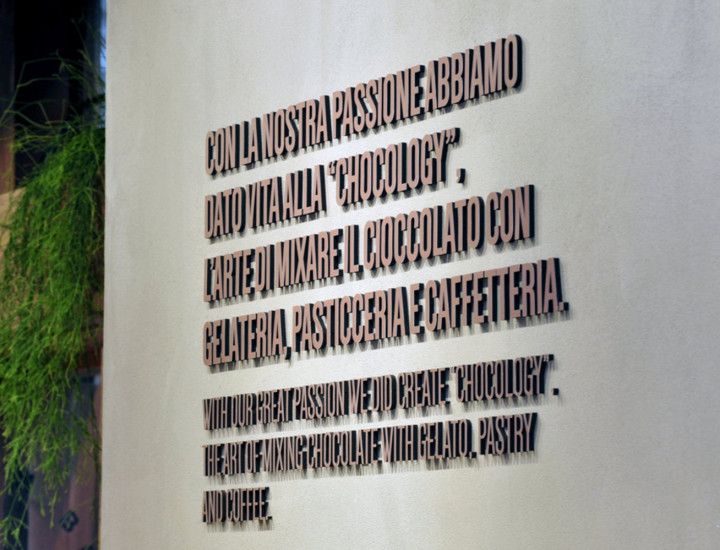 CON LA NOSTRA PASSIONE ABBIAMO
DATO VITA ALLA “CHOCOLOGY”,
L'ARTE DI MIXARE IL CIOCCOLATO CON
GELATERIA, PASTICCERIA E CAFFETTERIA.
WITH OUR GREAT PASSION WE DID CREATE “CHOCOLOGY”.
THE ART OF MIXING CHOCOLATE WITH GELATO, PASTRY
AND COFFEE.